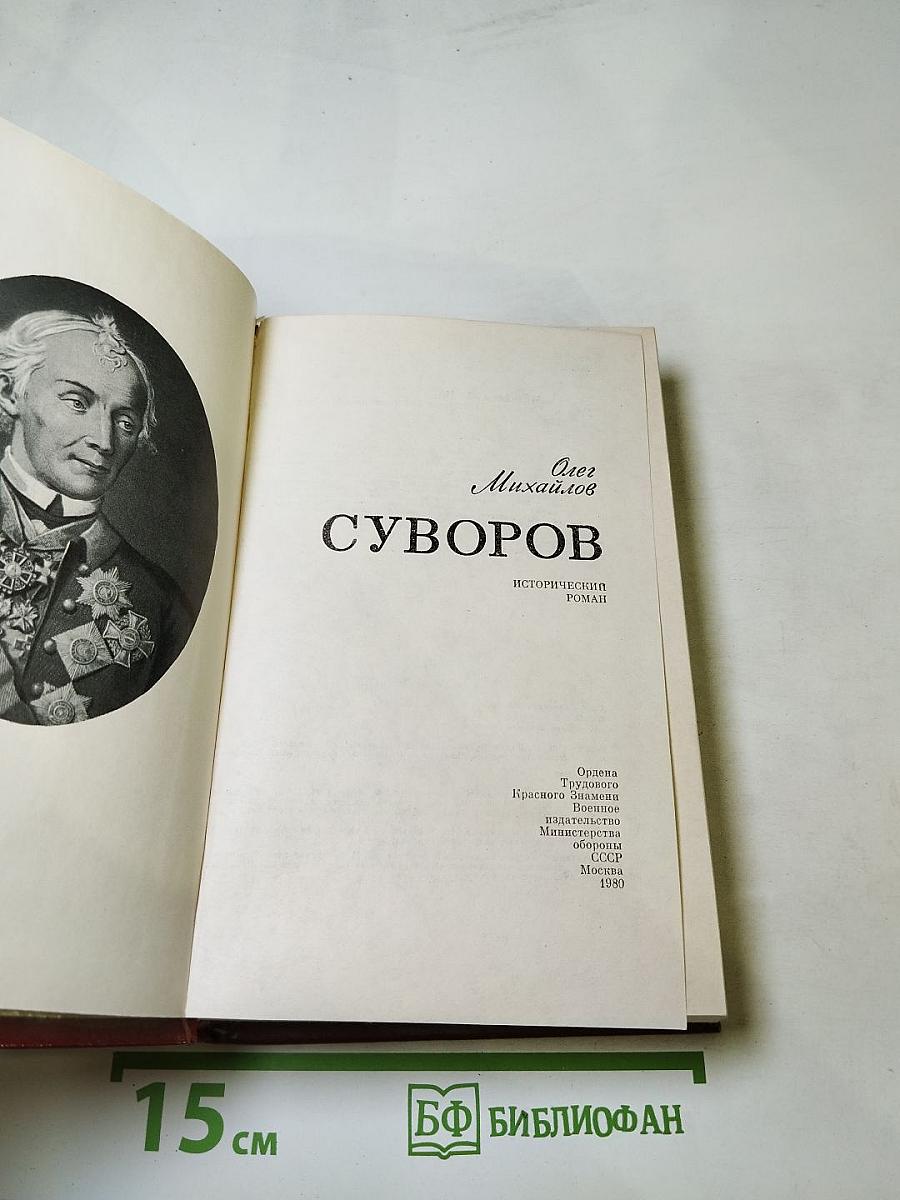 Олег
Михайлов
СУВОРОВ
ИСТОРИЧЕСКИЙ
РОМАН
Ордена
Трудового
Красного Знамени
Военное
издательство
Министерства
обороны
СССР
Москва
1980
15 см
БФ БИБЛИОФАН